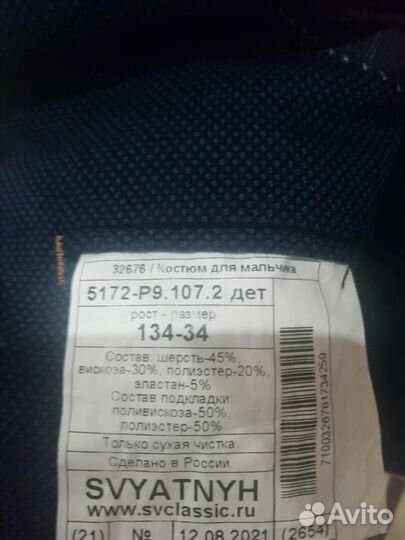 32676 / Костюм для мальчика
5172-P9.107.2 дет
рост - размер
134-34
Состав: шерсть-45%,
вискоза-30%, полиэстер-20%,
эластан-5%
Состав подкладки:
поливискоза-50%,
полиэстер-50%
Только сухая чистка.
Сделано в России.
SVYATNYH
www.svclassic.ru
(21) № 12.08.2021 (2654)
7100326761734259
Avito